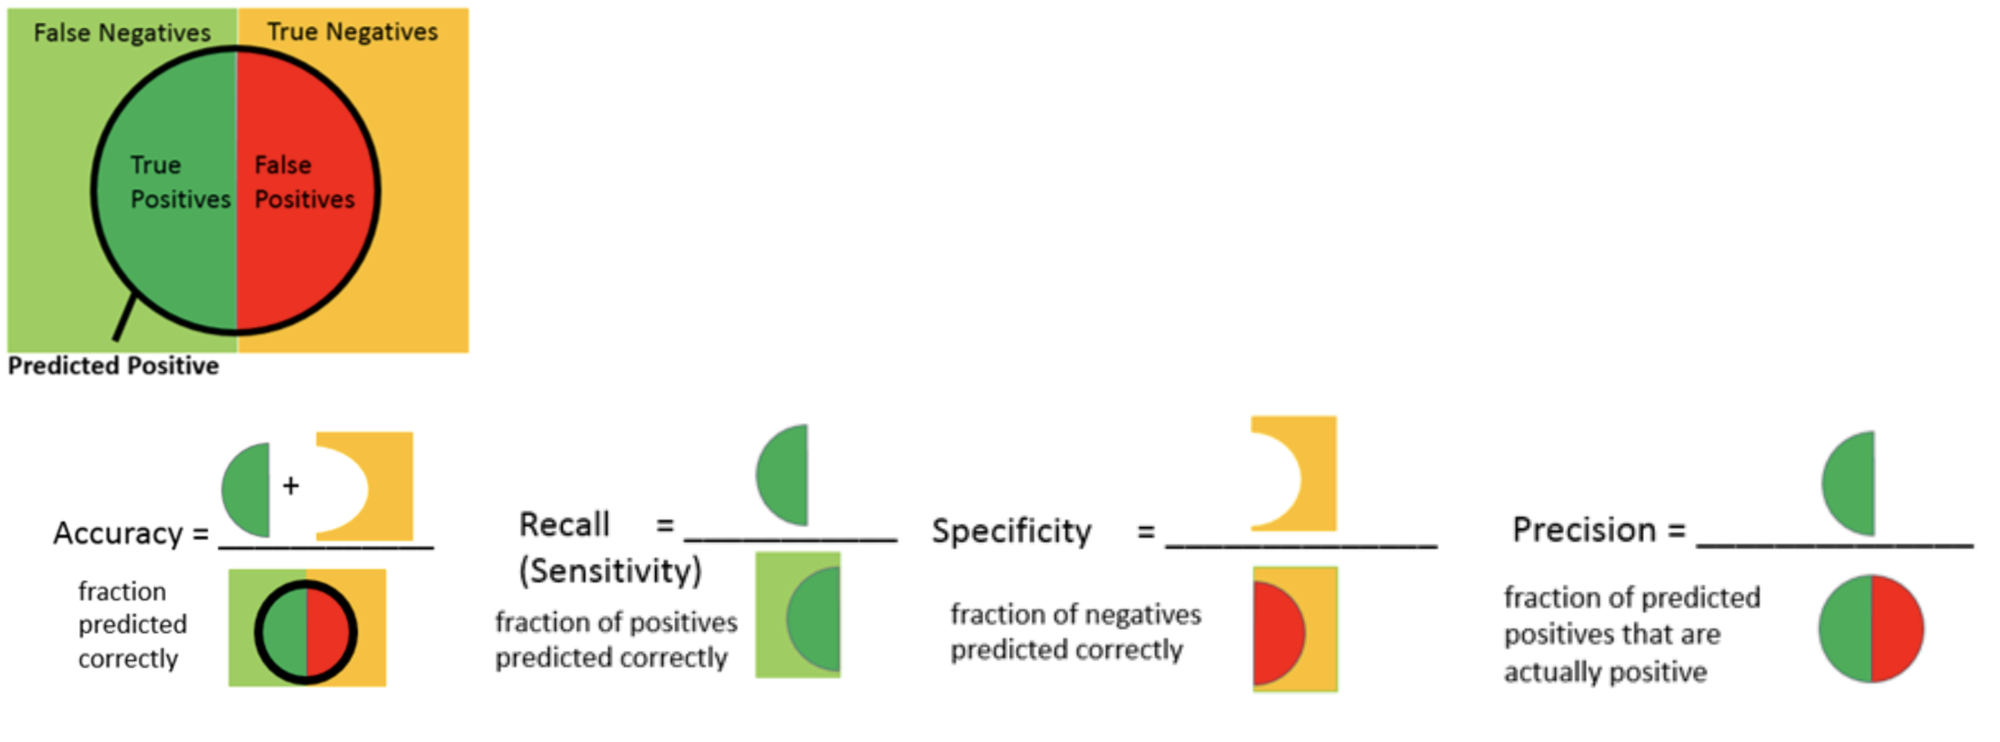 False Negatives
True Negatives
True
Positives
False
Positives
Predicted Positive
Accuracy =
+
fraction
predicted
correctly
Recall =
(Sensitivity)
fraction of positives
predicted correctly
Specificity =
fraction of negatives
predicted correctly
Precision =
fraction of predicted
positives that are
actually positive